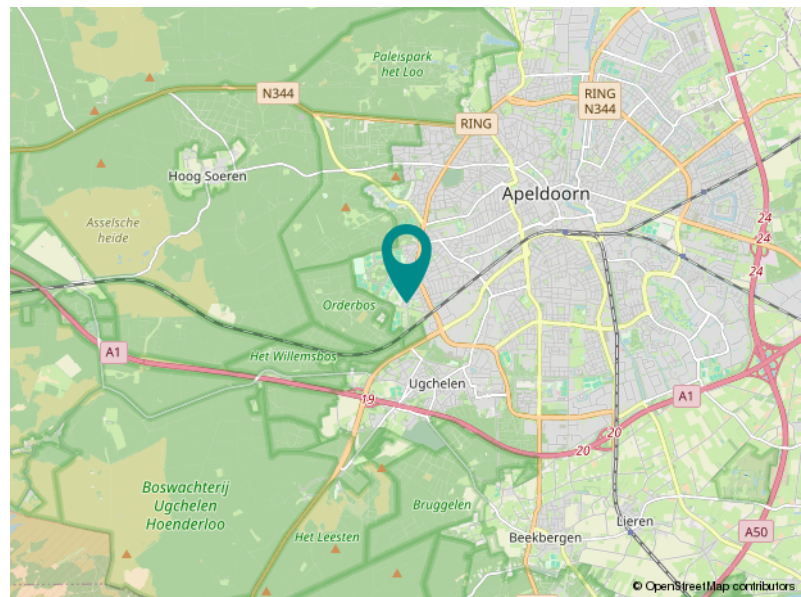 Paleispark
het Loo
N344
RING
N344
RING
Hoog Soeren
Apeldoorn
Asselsche
heide
24
24
24
Orderbos
A1
Het Willemsbos
Ugchelen
19
A1
20
20
Boswachterij
Ugchelen
Hoenderloo
Bruggelen
Lieren
Het Leesten
Beekbergen
A50
© OpenStreetMap contributors